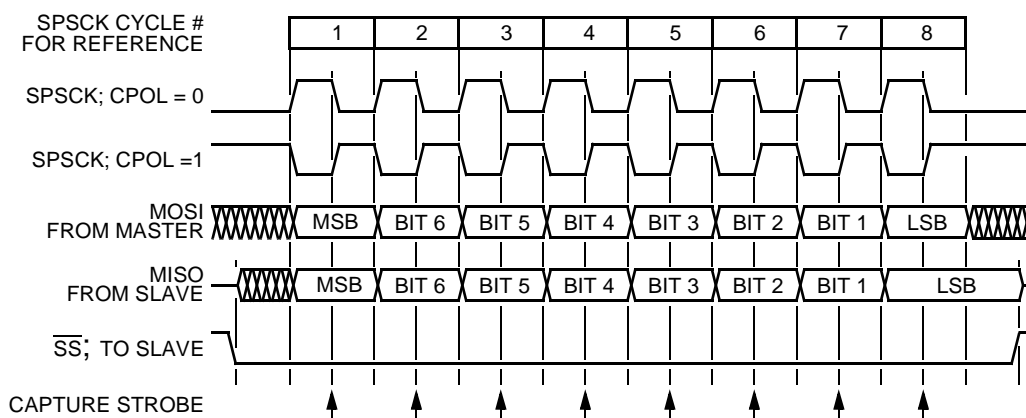 SPSCK CYCLE #
FOR REFERENCE
1 2 3 4 5 6 7 8
SPSCK; CPOL = 0
SPSCK; CPOL =1
MOSI
FROM MASTER
MSB BIT 6 BIT 5 BIT 4 BIT 3 BIT 2 BIT 1 LSB
MISO
FROM SLAVE
MSB BIT 6 BIT 5 BIT 4 BIT 3 BIT 2 BIT 1 LSB
SS; TO SLAVE
CAPTURE STROBE